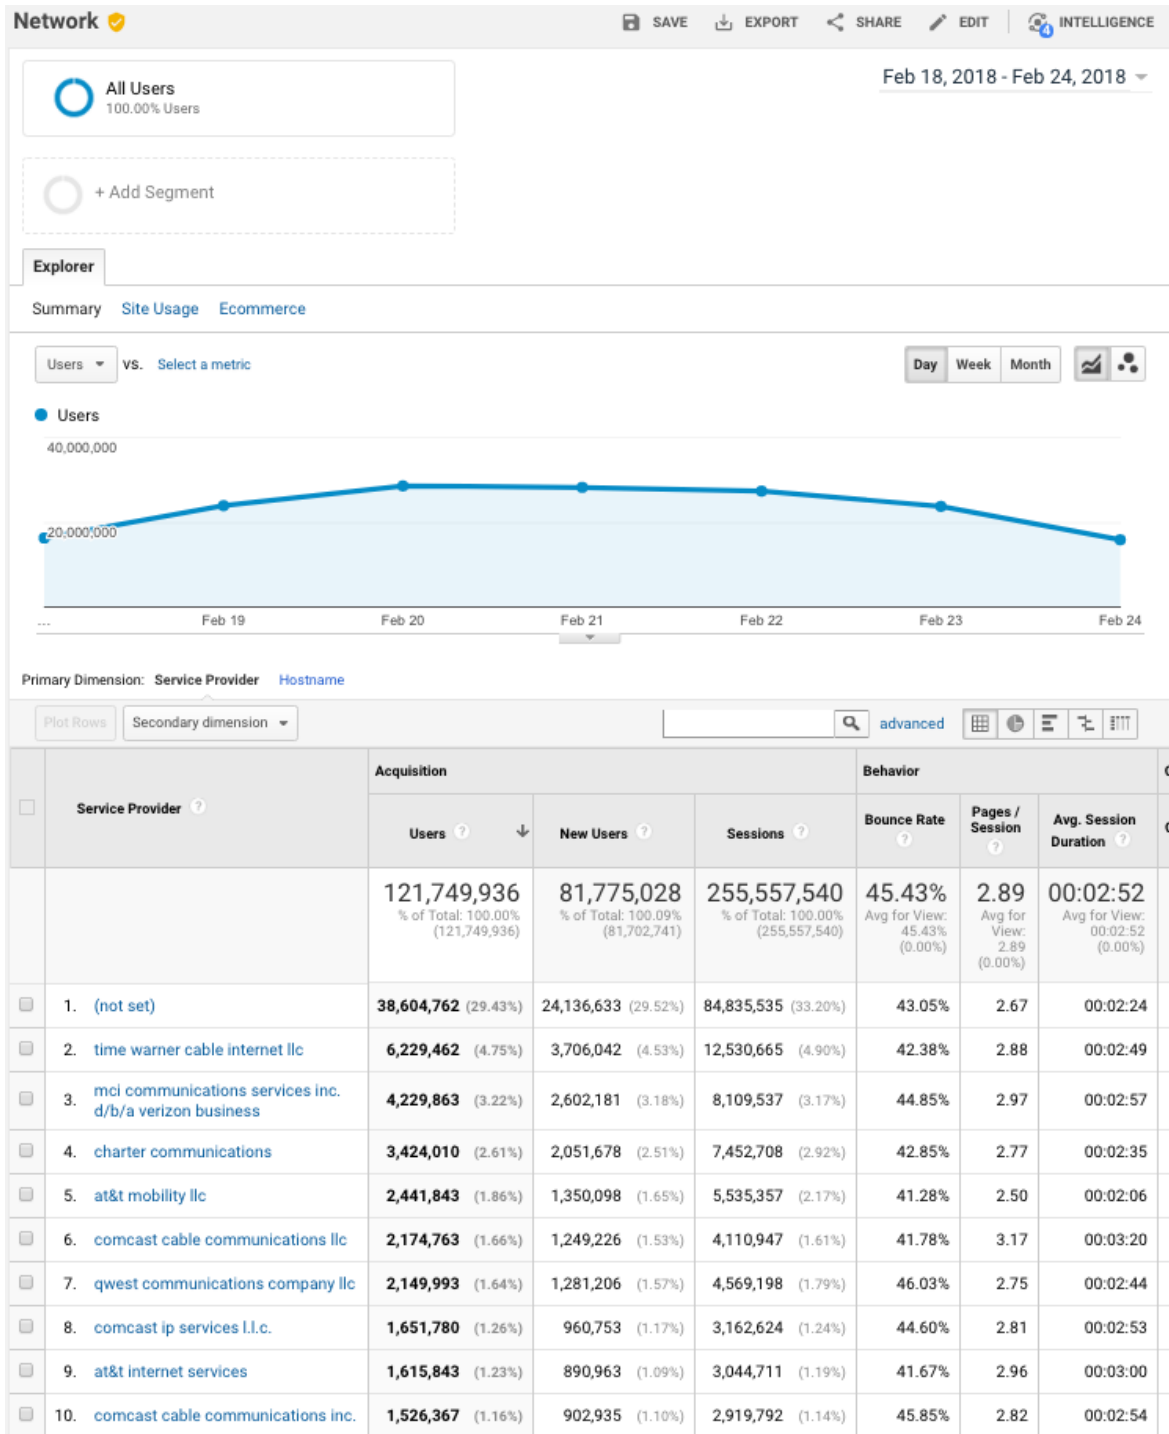 Network
SAVE EXPORT SHARE EDIT 4 INTELLIGENCE
All Users
100.00% Users
Feb 18, 2018 - Feb 24, 2018
+ Add Segment
Explorer
Summary Site Usage Ecommerce
Users VS. Select a metric
Day Week Month
Users
40,000,000
20,000,000
... Feb 19 Feb 20 Feb 21 Feb 22 Feb 23 Feb 24
Primary Dimension: Service Provider Hostname
Plot Rows Secondary dimension advanced
Acquisition Behavior
Service Provider ? Users ? New Users ? Sessions ? Bounce Rate ? Pages / Session ? Avg. Session Duration ?
121,749,936 81,775,028 255,557,540 45.43% 2.89 00:02:52
% of Total: 100.00% (121,749,936) % of Total: 100.09% (81,702,741) % of Total: 100.00% (255,557,540) Avg for View: 45.43% (0.00%) Avg for View: 2.89 (0.00%) Avg for View: 00:02:52 (0.00%)
1. (not set) 38,604,762 (29.43%) 24,136,633 (29.52%) 84,835,535 (33.20%) 43.05% 2.67 00:02:24
2. time warner cable internet llc 6,229,462 (4.75%) 3,706,042 (4.53%) 12,530,665 (4.90%) 42.38% 2.88 00:02:49
3. mci communications services inc. d/b/a verizon business 4,229,863 (3.22%) 2,602,181 (3.18%) 8,109,537 (3.17%) 44.85% 2.97 00:02:57
4. charter communications 3,424,010 (2.61%) 2,051,678 (2.51%) 7,452,708 (2.92%) 42.85% 2.77 00:02:35
5. at&t mobility llc 2,441,843 (1.86%) 1,350,098 (1.65%) 5,535,357 (2.17%) 41.28% 2.50 00:02:06
6. comcast cable communications llc 2,174,763 (1.66%) 1,249,226 (1.53%) 4,110,947 (1.61%) 41.78% 3.17 00:03:20
7. qwest communications company llc 2,149,993 (1.64%) 1,281,206 (1.57%) 4,569,198 (1.79%) 46.03% 2.75 00:02:44
8. comcast ip services l.l.c. 1,651,780 (1.26%) 960,753 (1.17%) 3,162,624 (1.24%) 44.60% 2.81 00:02:53
9. at&t internet services 1,615,843 (1.23%) 890,963 (1.09%) 3,044,711 (1.19%) 41.67% 2.96 00:03:00
10. comcast cable communications inc. 1,526,367 (1.16%) 902,935 (1.10%) 2,919,792 (1.14%) 45.85% 2.82 00:02:54